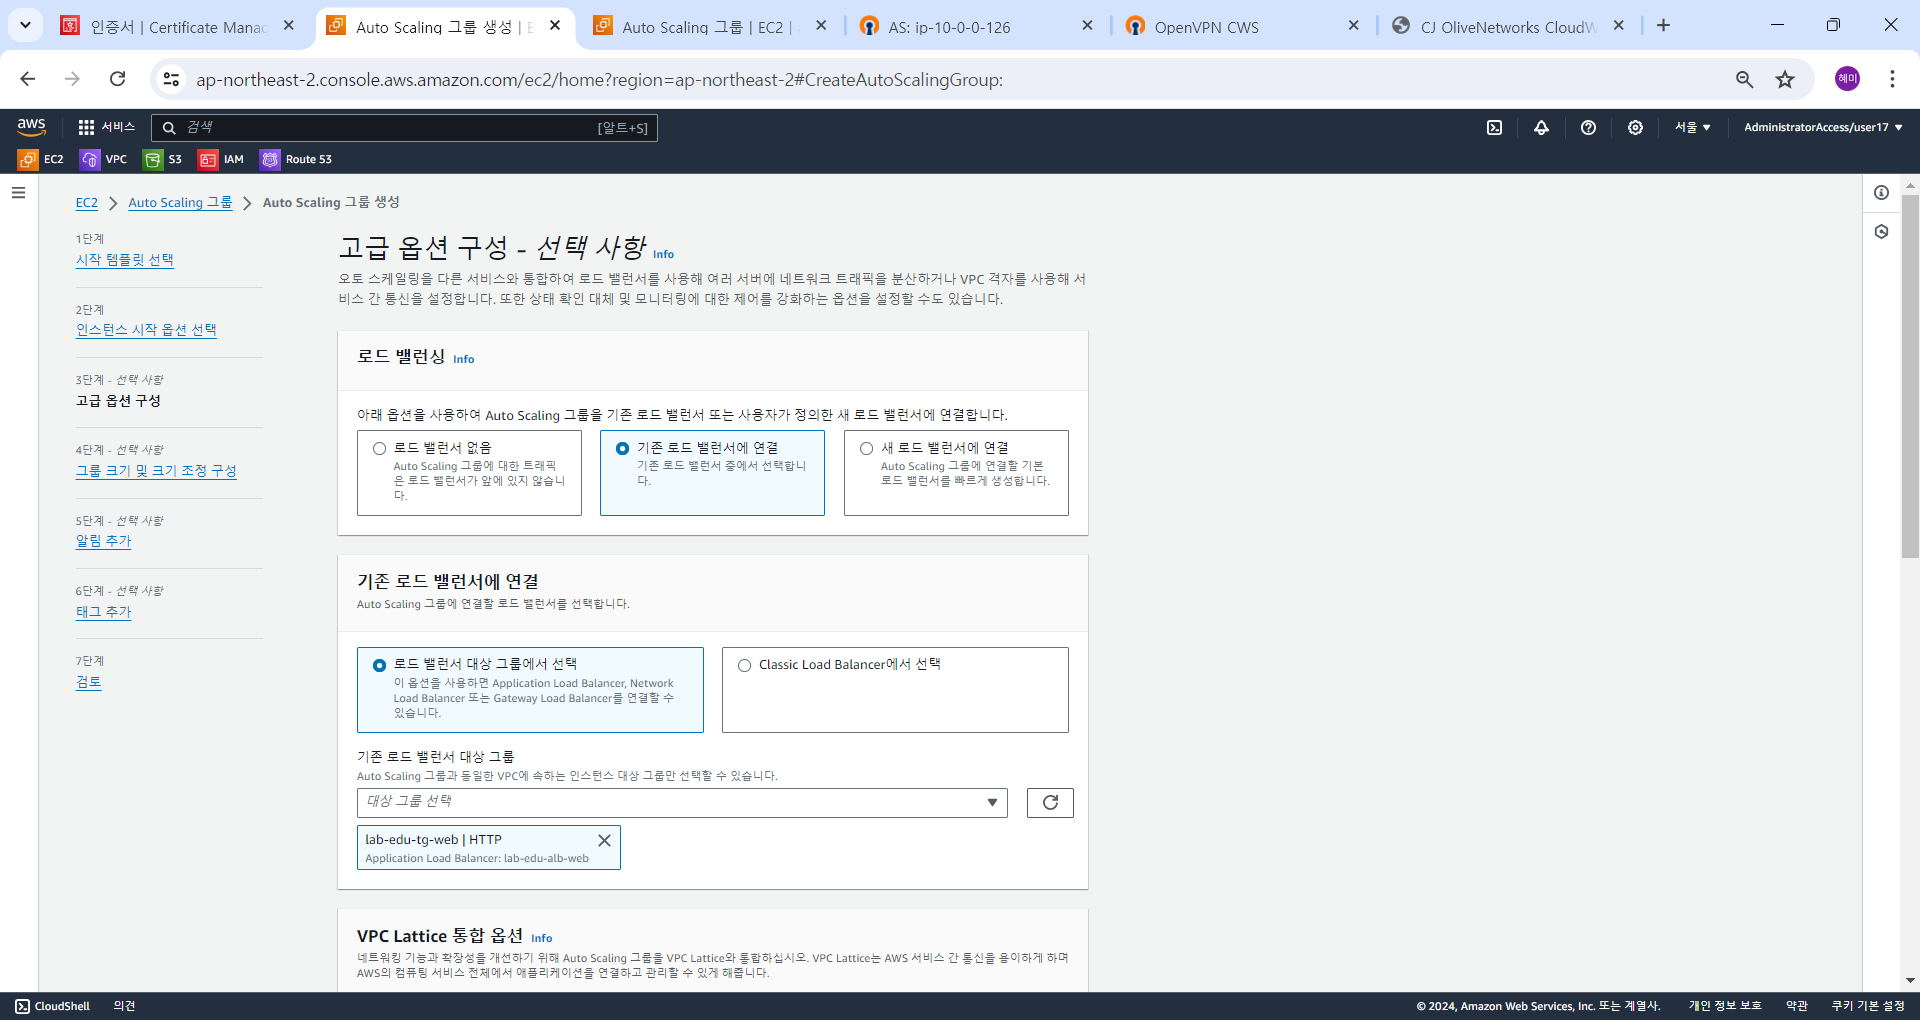 인증서 | Certificate Manac
Auto Scaling 그룹 생성 | E
Auto Scaling 그룹 | EC2 |
AS: ip-10-0-0-126
OpenVPN CWS
CJ OliveNetworks CloudW
ap-northeast-2.console.aws.amazon.com/ec2/home?region=ap-northeast-2#CreateAutoScalingGroup:
혜미
aws
서비스
검색
[알트+S]
서울
AdministratorAccess/user17
EC2
VPC
S3
IAM
Route 53
EC2
Auto Scaling 그룹
Auto Scaling 그룹 생성
1단계
시작 템플릿 선택
2단계
인스턴스 시작 옵션 선택
3단계 - 선택 사항
고급 옵션 구성
4단계 - 선택 사항
그룹 크기 및 크기 조정 구성
5단계 - 선택 사항
알림 추가
6단계 - 선택 사항
태그 추가
7단계
검토
고급 옵션 구성 - 선택 사항 Info
오토 스케일링을 다른 서비스와 통합하여 로드 밸런서를 사용해 여러 서버에 네트워크 트래픽을 분산하거나 VPC 격자를 사용해 서
비스 간 통신을 설정합니다. 또한 상태 확인 대체 및 모니터링에 대한 제어를 강화하는 옵션을 설정할 수도 있습니다.
로드 밸런싱 Info
아래 옵션을 사용하여 Auto Scaling 그룹을 기존 로드 밸런서 또는 사용자가 정의한 새 로드 밸런서에 연결합니다.
로드 밸런서 없음
Auto Scaling 그룹에 대한 트래픽
은 로드 밸런서가 앞에 있지 않습니
다.
기존 로드 밸런서에 연결
기존 로드 밸런서 중에서 선택합니
다.
새 로드 밸런서에 연결
Auto Scaling 그룹에 연결할 기본
로드 밸런서를 빠르게 생성합니다.
기존 로드 밸런서에 연결
Auto Scaling 그룹에 연결할 로드 밸런서를 선택합니다.
로드 밸런서 대상 그룹에서 선택
이 옵션을 사용하면 Application Load Balancer, Network
Load Balancer 또는 Gateway Load Balancer를 연결할 수
있습니다.
Classic Load Balancer에서 선택
기존 로드 밸런서 대상 그룹
Auto Scaling 그룹과 동일한 VPC에 속하는 인스턴스 대상 그룹만 선택할 수 있습니다.
대상 그룹 선택
lab-edu-tg-web | HTTP
Application Load Balancer: lab-edu-alb-web
VPC Lattice 통합 옵션 Info
네트워킹 기능과 확장성을 개선하기 위해 Auto Scaling 그룹을 VPC Lattice와 통합하십시오. VPC Lattice는 AWS 서비스 간 통신을 용이하게 하며
AWS의 컴퓨팅 서비스 전체에서 애플리케이션을 연결하고 관리할 수 있게 해줍니다.
CloudShell
의견
© 2024, Amazon Web Services, Inc. 또는 계열사.
개인 정보 보호
약관
쿠키 기본 설정